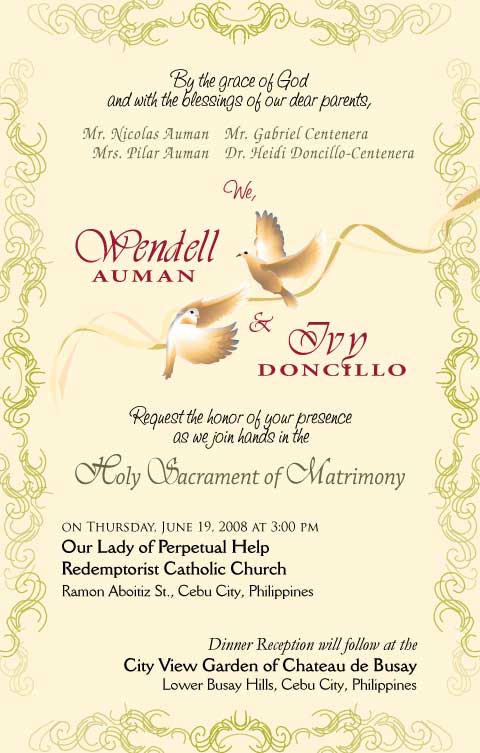 By the grace of God
and with the blessings of our dear parents,
Mr. Nicolas Auman Mr. Gabriel Centenera
Mrs. Pilar Auman Dr. Heidi Doncillo-Centenera
We,
Wendell
AUMAN
&
Ivy
DONCILLO
Request the honor of your presence
as we join hands in the
Holy Sacrament of Matrimony
ON THURSDAY, JUNE 19, 2008 AT 3:00 PM
Our Lady of Perpetual Help
Redemptorist Catholic Church
Ramon Aboitiz St., Cebu City, Philippines
Dinner Reception will follow at the
City View Garden of Chateau de Busay
Lower Busay Hills, Cebu City, Philippines